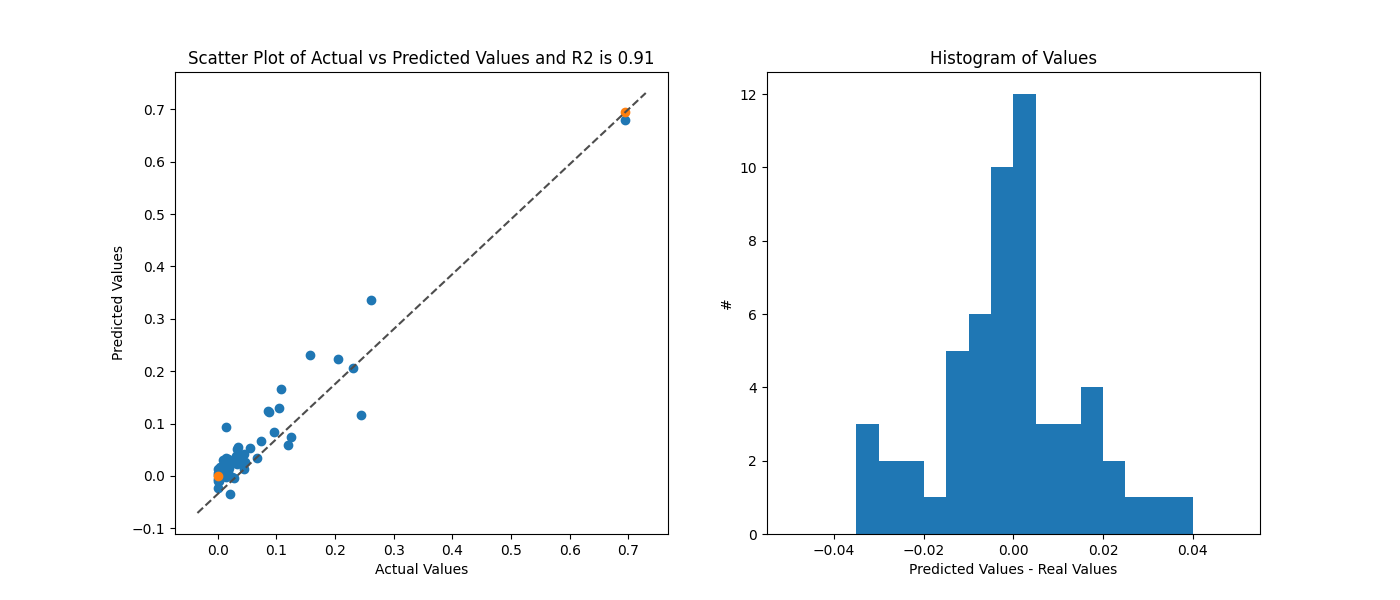 Scatter Plot of Actual vs Predicted Values and R2 is 0.91
0.7
0.6
0.5
0.4
0.3
0.2
0.1
0.0
−0.1
Predicted Values
0.0 0.1 0.2 0.3 0.4 0.5 0.6 0.7
Actual Values
Histogram of Values
12
10
8
6
4
2
0
#
−0.04 −0.02 0.00 0.02 0.04
Predicted Values - Real Values